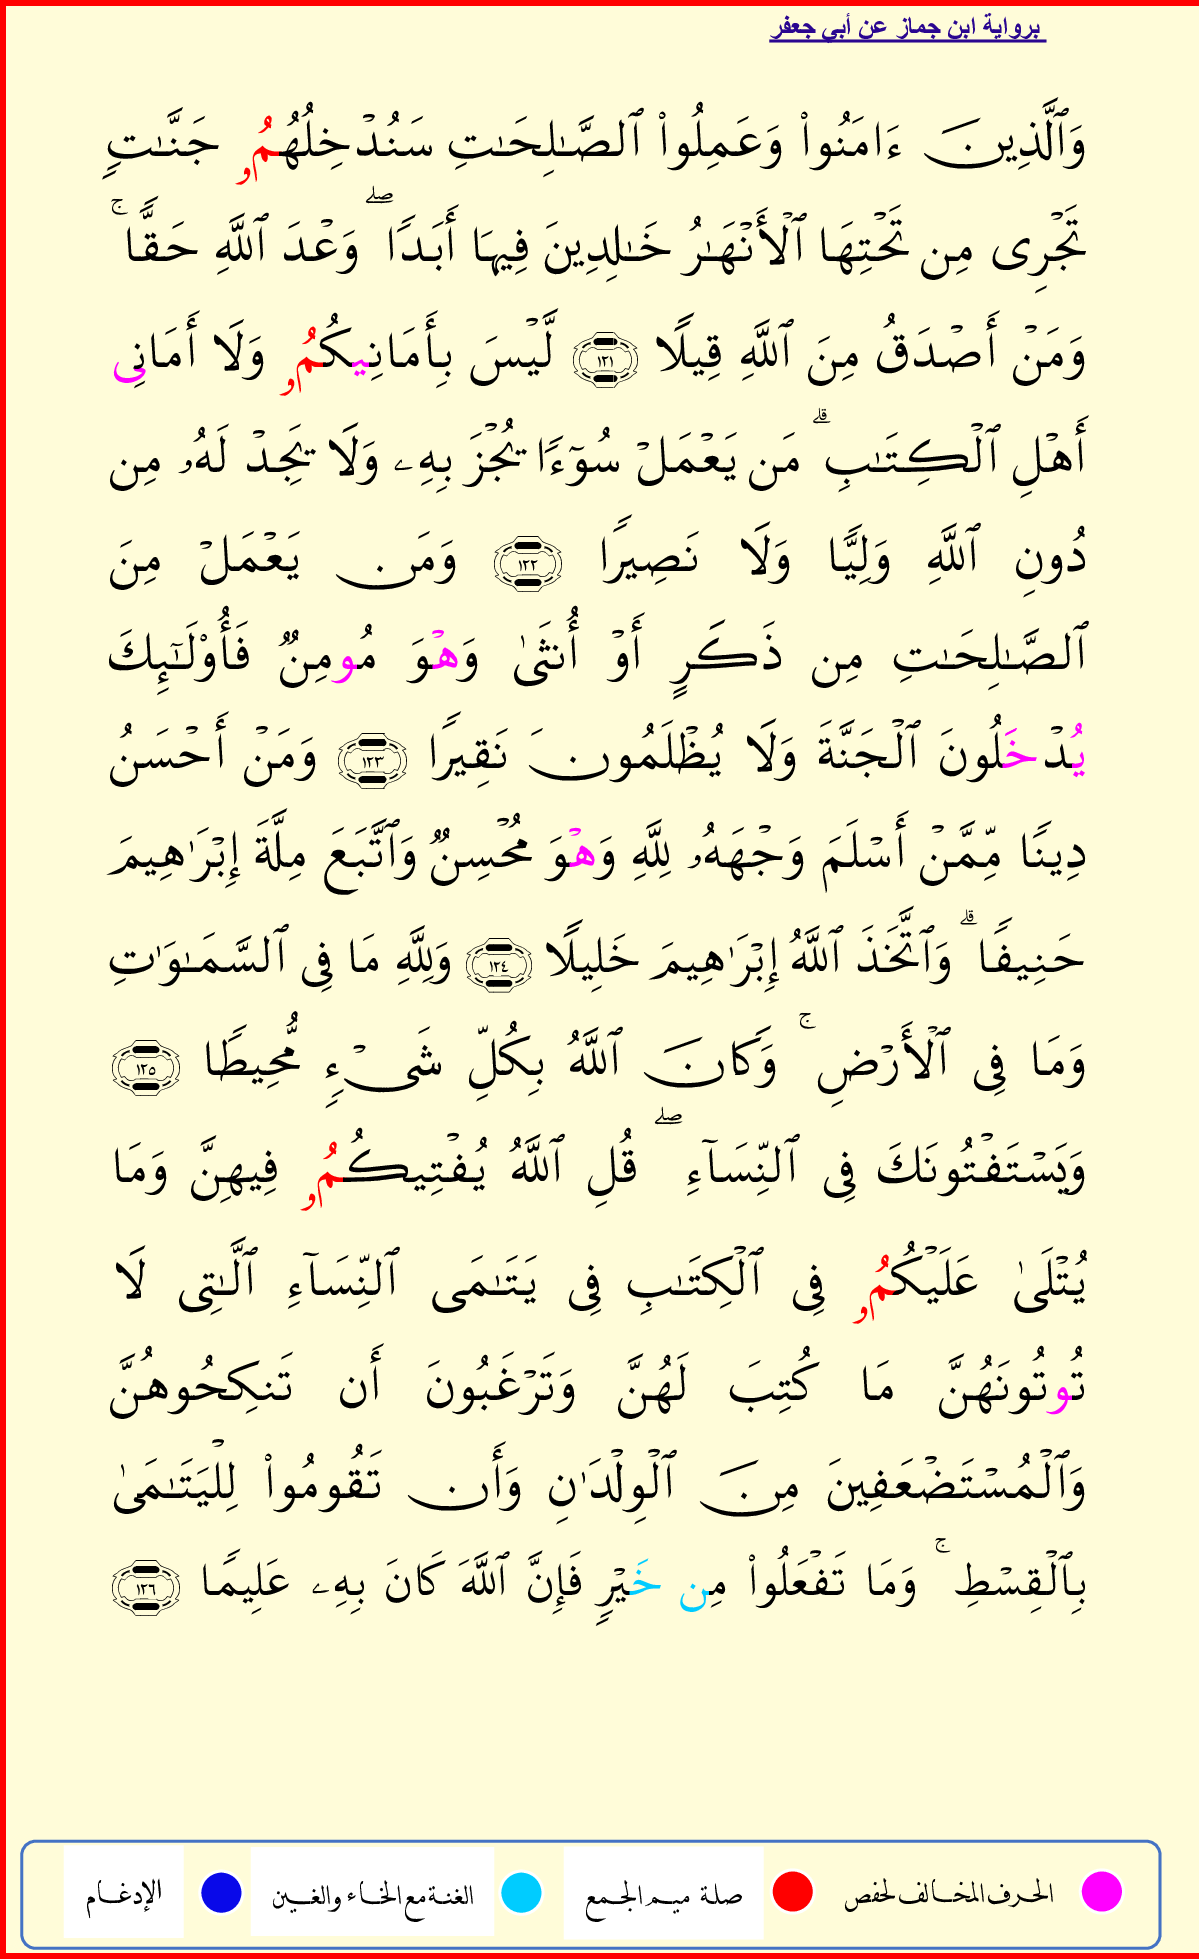 برواية ابن جماز عن أبي جعفر
وَٱلَّذِينَ ءَامَنُواْ وَعَمِلُواْ ٱلصَّـٰلِحَـٰتِ سَنُدۡخِلُهُمُۥ جَنَّـٰتٍ
تَجۡرِى مِن تَحۡتِهَا ٱلۡأَنۡهَـٰرُ خَـٰلِدِينَ فِيهَا أَبَدًا ۖ وَعۡدَ ٱللَّهِ حَقًّا ۚ
وَمَنۡ أَصۡدَقُ مِنَ ٱللَّهِ قِيلًا ١٢١ لَّيۡسَ بِأَمَانِيكُمُۥ وَلَا أَمَانِى
أَهۡلِ ٱلۡكِتَـٰبِ ۗ مَن يَعۡمَلۡ سُوٓءًا يُجۡزَ بِهِۦ وَلَا يَجِدۡ لَهُۥ مِن
دُونِ ٱللَّهِ وَلِيًّا وَلَا نَصِيرًا ١٢٢ وَمَن يَعۡمَلۡ مِنَ
ٱلصَّـٰلِحَـٰتِ مِن ذَكَرٍ أَوۡ أُنثَىٰ وَهۡوَ مُومِنٌ فَأُوْلَـٰٓئِكَ
يُدۡخَلُونَ ٱلۡجَنَّةَ وَلَا يُظۡلَمُونَ نَقِيرًا ١٢٣ وَمَنۡ أَحۡسَنُ
دِينًا مِّمَّنۡ أَسۡلَمَ وَجۡهَهُۥ لِلَّهِ وَهۡوَ مُحۡسِنٌ وَٱتَّبَعَ مِلَّةَ إِبۡرَٰهِيمَ
حَنِيفًا ۗ وَٱتَّخَذَ ٱللَّهُ إِبۡرَٰهِيمَ خَلِيلًا ١٢٤ وَلِلَّهِ مَا فِى ٱلسَّمَـٰوَٰتِ
وَمَا فِى ٱلۡأَرۡضِ ۚ وَكَانَ ٱللَّهُ بِكُلِّ شَىۡءٍ مُّحِيطًا ١٢٥
وَيَسۡتَفۡتُونَكَ فِى ٱلنِّسَآءِ ۖ قُلِ ٱللَّهُ يُفۡتِيكُمُۥ فِيهِنَّ وَمَا
يُتۡلَىٰ عَلَيۡكُمُۥ فِى ٱلۡكِتَـٰبِ فِى يَتَـٰمَى ٱلنِّسَآءِ ٱلَّـٰتِى لَا
تُوتُونَهُنَّ مَا كُتِبَ لَهُنَّ وَتَرۡغَبُونَ أَن تَنكِحُوهُنَّ
وَٱلۡمُسۡتَضۡعَفِينَ مِنَ ٱلۡوِلۡدَٰنِ وَأَن تَقُومُواْ لِلۡيَتَـٰمَىٰ
بِٱلۡقِسۡطِ ۚ وَمَا تَفۡعَلُواْ مِن خَيۡرٍ فَإِنَّ ٱللَّهَ كَانَ بِهِۦ عَلِيمًا ١٢٦
الحرف المخالف لحفص صلة ميم الجمع الغنة مع الخاء والغين الإدغام